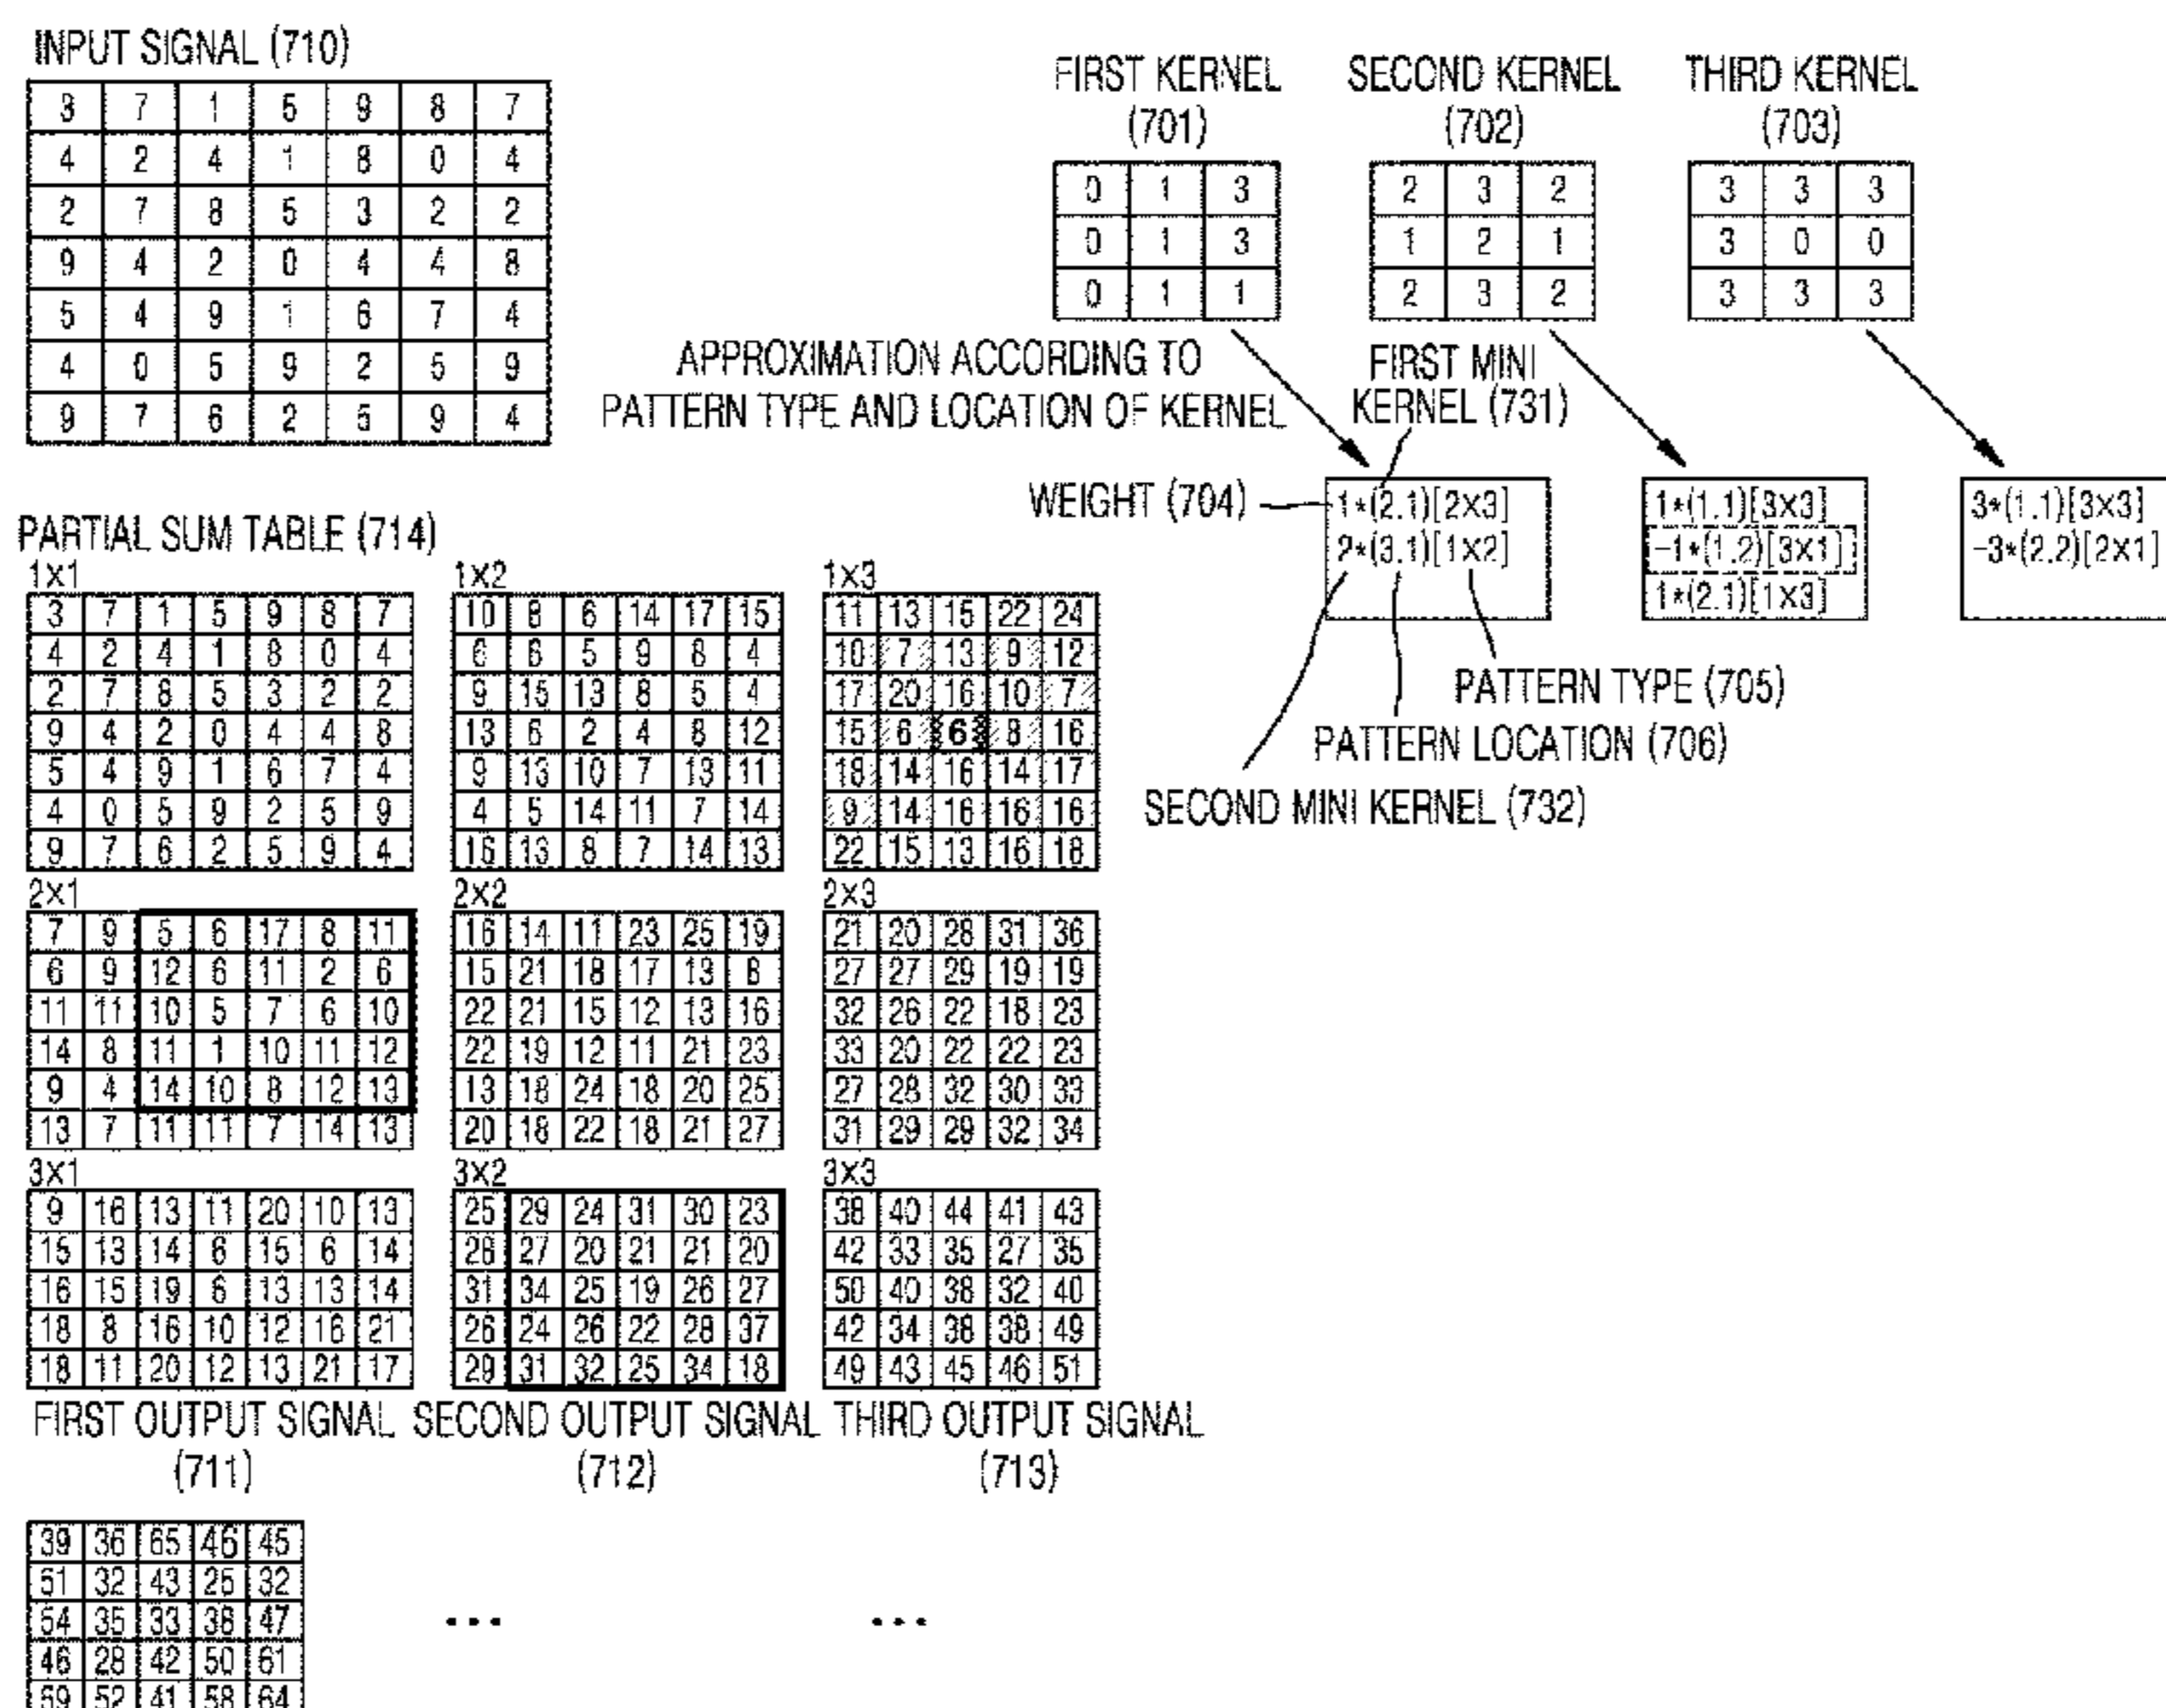 INPUT SIGNAL (710)
3 7 1 5 9 8 7
4 2 4 1 8 0 4
2 7 8 5 3 2 2
9 4 2 0 4 4 8
5 4 9 1 6 7 4
4 0 5 9 2 5 9
9 7 6 2 5 9 4
FIRST KERNEL
(701)
0 1 3
0 1 3
0 1 1
SECOND KERNEL
(702)
2 3 2
1 2 1
2 3 2
THIRD KERNEL
(703)
3 3 3
3 0 0
3 3 3
APPROXIMATION ACCORDING TO
PATTERN TYPE AND LOCATION OF KERNEL
FIRST MINI
KERNEL (731)
WEIGHT (704)
1*(2.1)[2X3]
2*(3.1)[1X2]
1*(1.1)[3X3]
-1*(1.2)[3X1]
1*(2.1)[1X3]
3*(1.1)[3X3]
-3*(2.2)[2X1]
PATTERN TYPE (705)
PATTERN LOCATION (706)
SECOND MINI KERNEL (732)
PARTIAL SUM TABLE (714)
1X1
3 7 1 5 9 8 7
4 2 4 1 8 0 4
2 7 8 5 3 2 2
9 4 2 0 4 4 8
5 4 9 1 6 7 4
4 0 5 9 2 5 9
9 7 6 2 5 9 4
1X2
10 8 6 14 17 15
6 6 5 9 8 4
9 15 13 8 5 4
13 6 2 4 8 12
9 13 10 7 13 11
4 5 14 11 7 14
16 13 8 7 14 13
1X3
11 13 15 22 24
10 7 13 9 12
17 20 16 10 7
15 6 6 8 16
18 14 16 14 17
9 14 16 16 16
22 15 13 16 18
2X1
7 9 5 6 17 8 11
6 9 12 6 11 2 6
11 11 10 5 7 6 10
14 8 11 1 10 11 12
9 4 14 10 8 12 13
13 7 11 11 7 14 13
2X2
16 14 11 23 25 19
15 21 18 17 13 8
22 21 15 12 13 16
22 19 12 11 21 23
13 18 24 18 20 25
20 18 22 18 21 27
2X3
21 20 28 31 36
27 27 29 19 19
32 26 22 18 23
33 20 22 22 23
27 28 32 30 33
31 29 29 32 34
3X1
9 16 13 11 20 10 13
15 13 14 6 15 6 14
16 15 19 6 13 13 14
18 8 16 10 12 16 21
18 11 20 12 13 21 17
3X2
25 29 24 31 30 23
28 27 20 21 21 20
31 34 25 19 26 27
26 24 26 22 28 37
29 31 32 25 34 18
3X3
38 40 44 41 43
42 33 35 27 35
50 40 38 32 40
42 34 38 38 49
49 43 45 46 51
FIRST OUTPUT SIGNAL
(711)
SECOND OUTPUT SIGNAL
(712)
THIRD OUTPUT SIGNAL
(713)
39 36 65 46 45
51 32 43 25 32
54 35 33 38 47
46 28 42 50 61
69 52 41 58 64
... ...